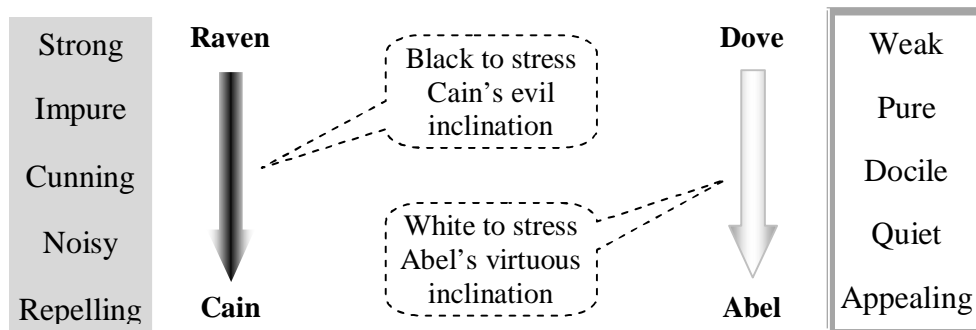 Strong
Impure
Cunning
Noisy
Repelling
Raven
Cain
Black to stress
Cain's evil
inclination
White to stress
Abel's virtuous
inclination
Dove
Abel
Weak
Pure
Docile
Quiet
Appealing